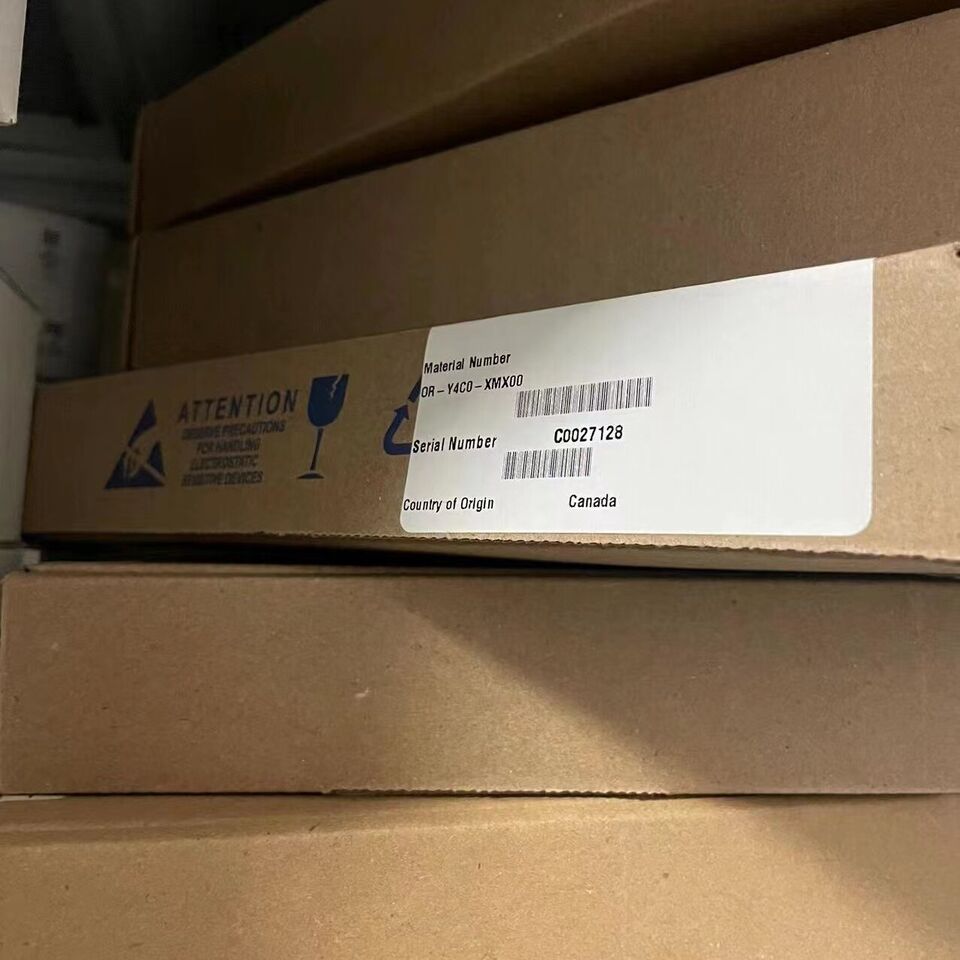 ATTENTION
OBSERVE PRECAUTIONS
FOR HANDLING
ELECTROSTATIC
SENSITIVE DEVICES
Material Number
OR-Y4C0-XMX00
Serial Number C0027128
Country of Origin Canada